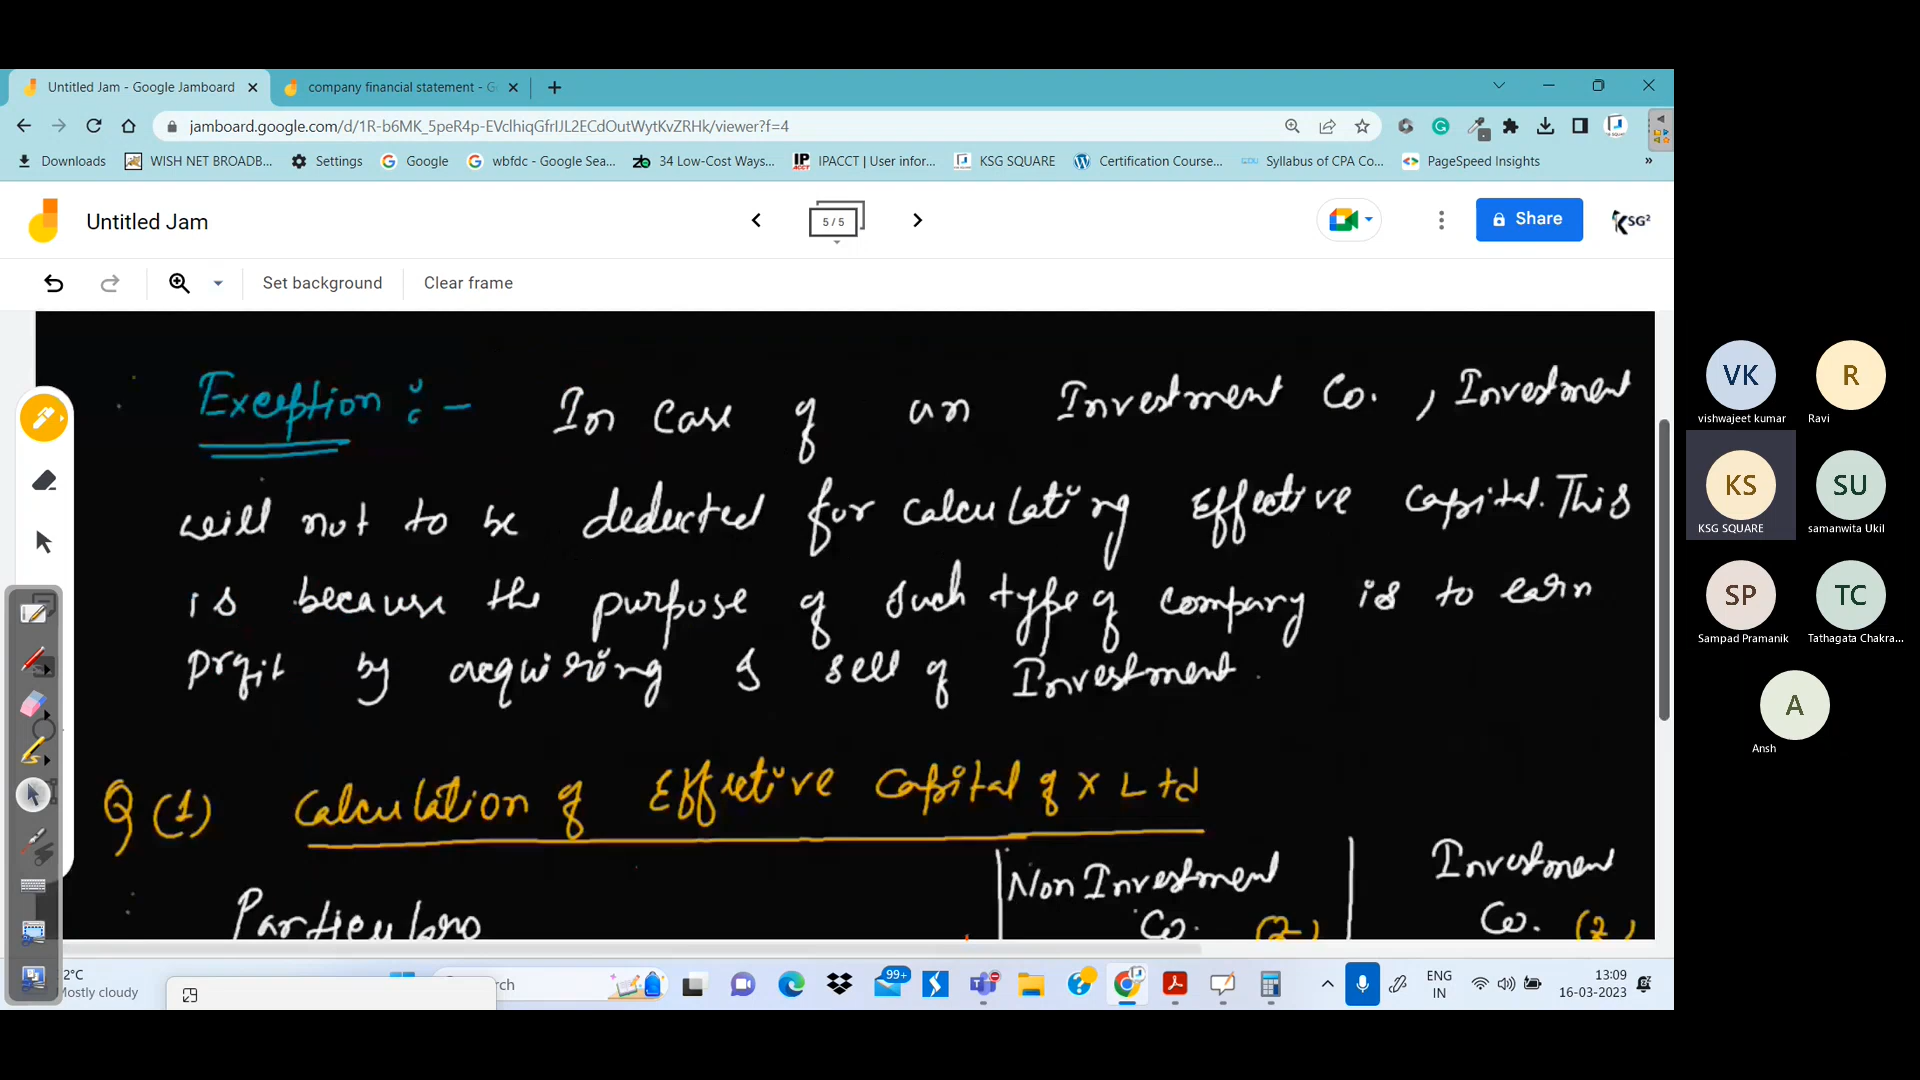 Untitled Jam - Google Jamboard
company financial statement - G
jamboard.google.com/d/1R-b6MK_5peR4p-EVclhiqGfrIJL2ECdOutWytKvZRHk/viewer?f=4
Downloads WISH NET BROADB... Settings Google wbfdc - Google Sea... 34 Low-Cost Ways... IPACCT | User infor... KSG SQUARE Certification Course... Syllabus of CPA Co... PageSpeed Insights »
Untitled Jam
5 / 5
Share
KSG²
Set background Clear frame
Exception :- In case of an Investment Co. , Investment
will not to be deducted for calculating Effective Capital. This
is because the purpose of such type of company is to earn
Profit by acquiring & sell of Investment.
Q (1) Calculation of Effective Capital of X Ltd
Particulars
Non Investment
Co. (₹)
Investment
Co. (₹)
VK
vishwajeet kumar
R
Ravi
KS
KSG SQUARE
SU
samanwita Ukil
SP
Sampad Pramanik
TC
Tathagata Chakra...
A
Ansh
2°C
Mostly cloudy
rch
99+
ENG
IN
13:09
16-03-2023